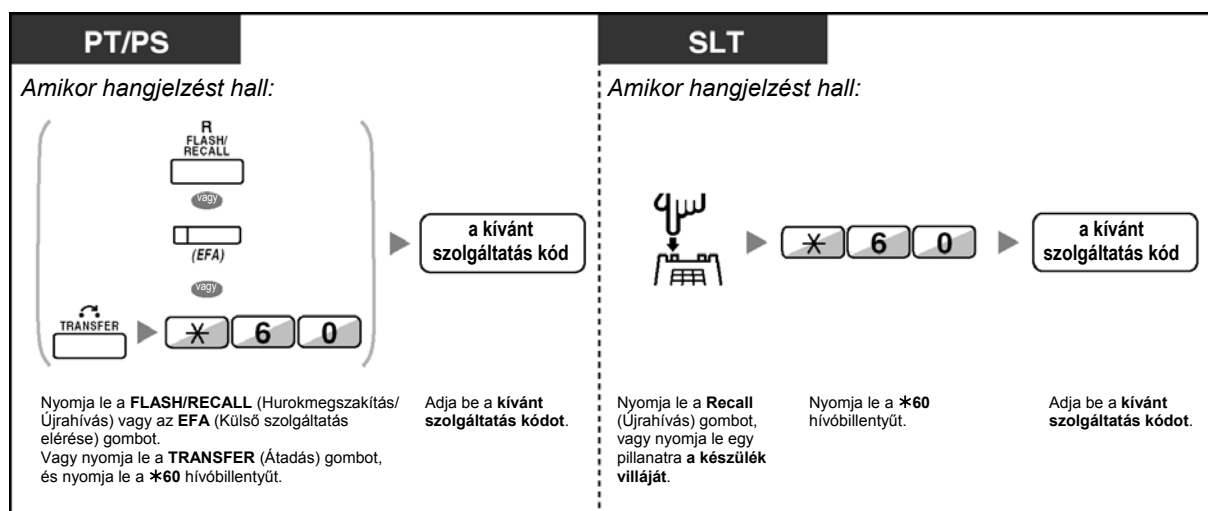 PT/PS
Amikor hangjelzést hall:
R
FLASH/
RECALL
vagy
(EFA)
vagy
TRANSFER
✳ 6 0
a kívánt
szolgáltatás kód
Nyomja le a FLASH/RECALL (Hurokmegszakítás/
Újrahívás) vagy az EFA (Külső szolgáltatás
elérése) gombot.
Vagy nyomja le a TRANSFER (Átadás) gombot,
és nyomja le a ✳60 hívóbillentyűt.
Adja be a kívánt
szolgáltatás kódot.
SLT
Amikor hangjelzést hall:
✳ 6 0
a kívánt
szolgáltatás kód
Nyomja le a Recall
(Újrahívás) gombot,
vagy nyomja le egy
pillanatra a készülék
villáját.
Nyomja le a ✳60
hívóbillentyűt.
Adja be a kívánt
szolgáltatás kódot.